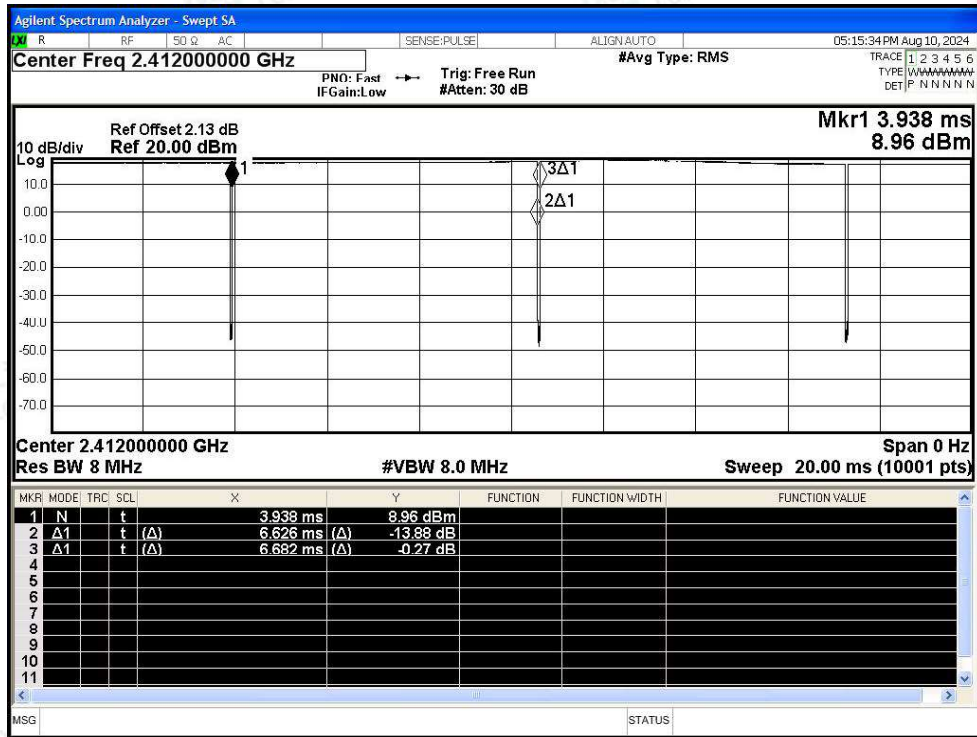 Agilent Spectrum Analyzer - Swept SA
LXI R RF 50 Ω AC SENSE:PULSE ALIGN AUTO 05:15:34 PM Aug 10, 2024
Center Freq 2.412000000 GHz #Avg Type: RMS TRACE 1 2 3 4 5 6
PNO: Fast Trig: Free Run TYPE WWWWWW
IFGain:Low #Atten: 30 dB DET P N N N N N
Mkr1 3.938 ms
Ref Offset 2.13 dB
10 dB/div Ref 20.00 dBm 8.96 dBm
Log
1 3Δ1
10.0
2Δ1
0.00
-10.0
-20.0
-30.0
-40.0
-50.0
-60.0
-70.0
Center 2.412000000 GHz Span 0 Hz
Res BW 8 MHz #VBW 8.0 MHz Sweep 20.00 ms (10001 pts)
MKR MODE TRC SCL X Y FUNCTION FUNCTION WIDTH FUNCTION VALUE
1 N t 3.938 ms 8.96 dBm
2 Δ1 t (Δ) 6.626 ms (Δ) -13.88 dB
3 Δ1 t (Δ) 6.682 ms (Δ) -0.27 dB
4
5
6
7
8
9
10
11
MSG STATUS